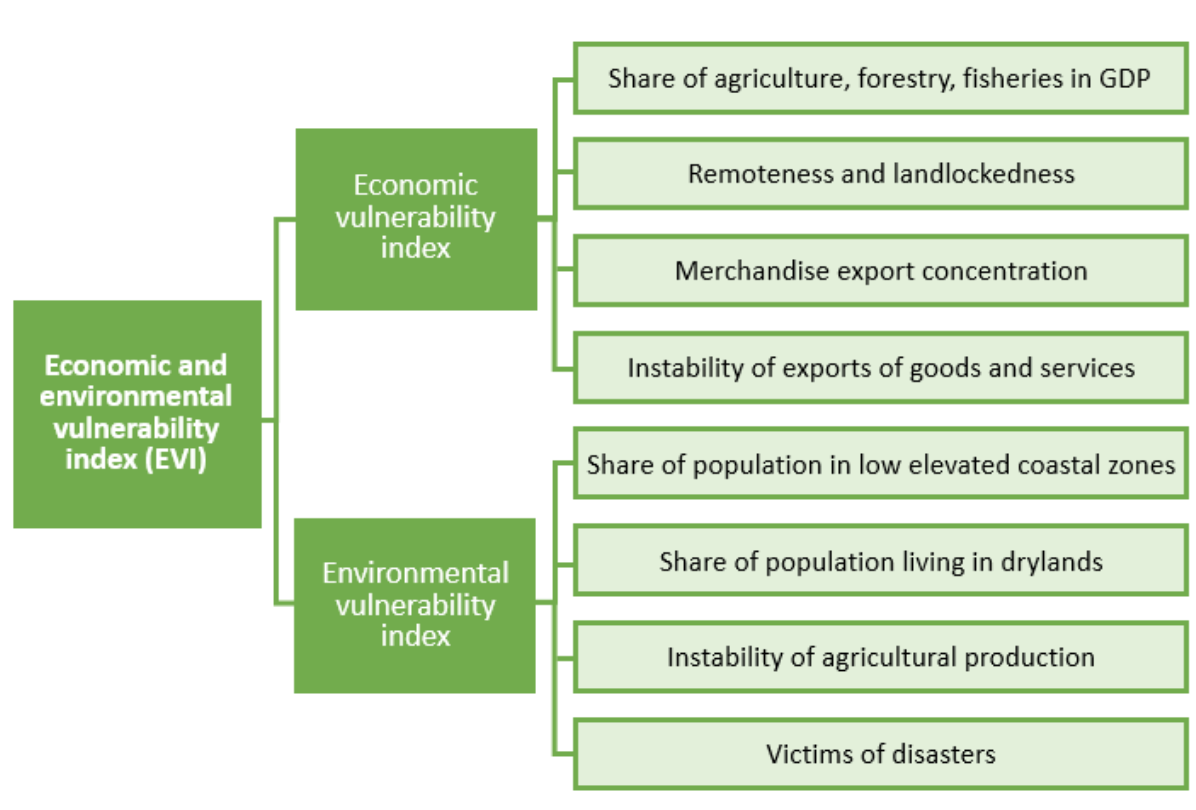 Share of agriculture, forestry, fisheries in GDP
Economic
vulnerability
index
Remoteness and landlockedness
Merchandise export concentration
Instability of exports of goods and services
Economic and
environmental
vulnerability
index (EVI)
Share of population in low elevated coastal zones
Environmental
vulnerability
index
Share of population living in drylands
Instability of agricultural production
Victims of disasters